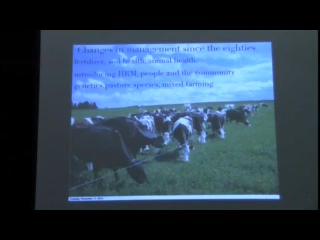 Changes in management since the eighties
fertilizer, soil health, animal health,
introducing HRM, people and the community
genetics pasture species, mixed farming